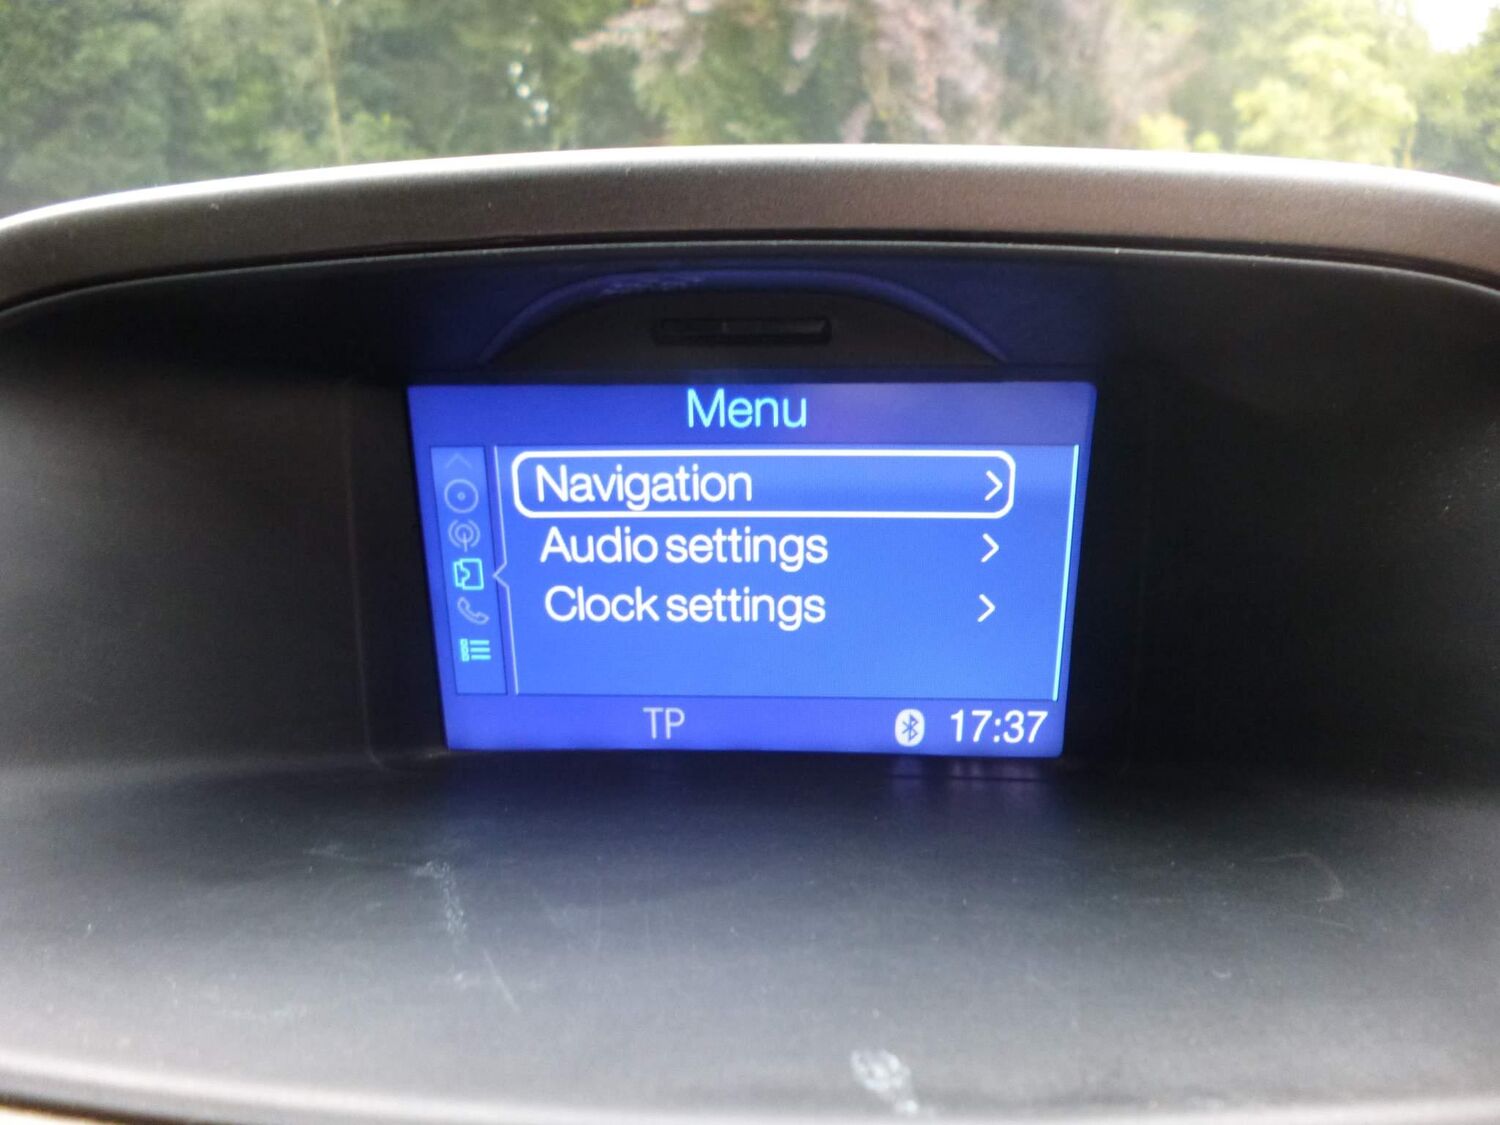 Menu
Navigation
Audio settings
Clock settings
TP 17:37